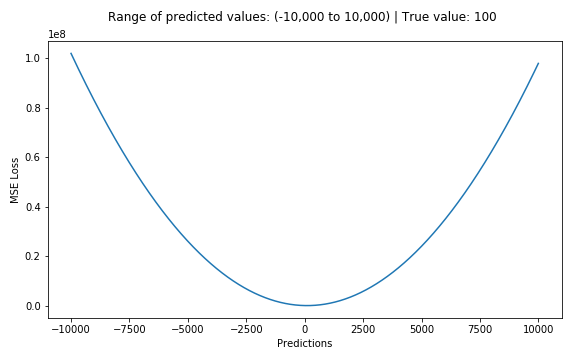 Range of predicted values: (-10,000 to 10,000) | True value: 100
1e8
1.0
0.8
0.6
0.4
0.2
0.0
MSE Loss
−10000 −7500 −5000 −2500 0 2500 5000 7500 10000
Predictions